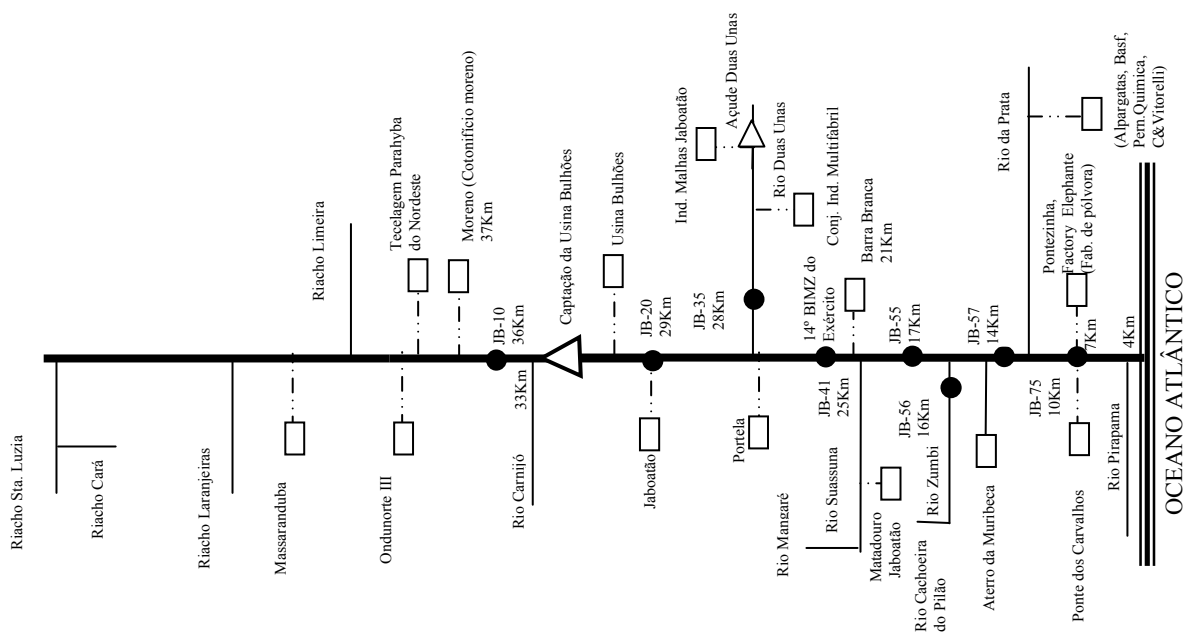 Riacho Sta. Luzia
Riacho Cará
Riacho Laranjeiras
Massaranduba
Riacho Limeira
Ondunorte III
Tecelagem Parahyba
do Nordeste
Moreno (Cotonifício moreno)
37Km
JB-10
36Km
Rio Carnijó
33Km
Captação da Usina Bulhões
Usina Bulhões
Jaboatão
JB-20
29Km
JB-35
28Km
Ind. Malhas Jaboatão
Açude Duas Unas
Rio Duas Unas
Conj. Ind. Multifabril
Portela
Rio Mangaré
Rio Suassuna
JB-41
25Km
14º BIMZ do
Exército
Barra Branca
21Km
Matadouro
Jaboatão
JB-55
17Km
JB-56
16Km
Rio Zumbi
Rio Cachoeira
do Pilão
JB-57
14Km
Aterro da Muribeca
Rio da Prata
JB-75
10Km
Ponte dos Carvalhos
Pontezinha,
Factory Elephante
(Fab. de pólvora)
7Km
(Alpargatas, Basf,
Pern.Quimica,
C&Vitorelli)
4Km
Rio Pirapama
OCEANO ATLÂNTICO